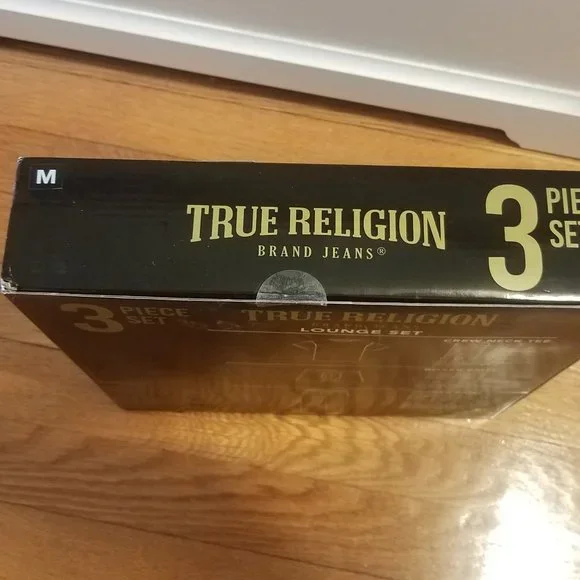 M
TRUE RELIGION
BRAND JEANS®
3 PIE
SET
3 PIECE
SET
TRUE RELIGION
LOUNGE SET
CREW NECK TEE